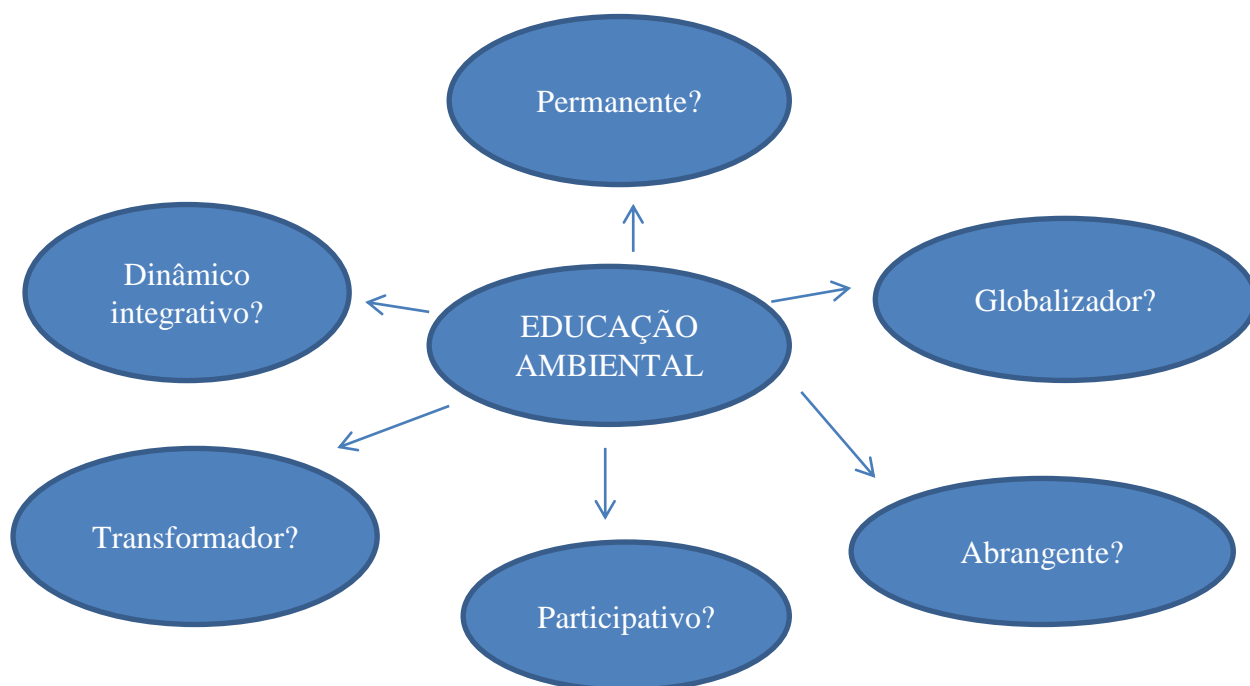 Permanente?
Dinâmico
integrativo?
Globalizador?
EDUCAÇÃO
AMBIENTAL
Transformador?
Abrangente?
Participativo?